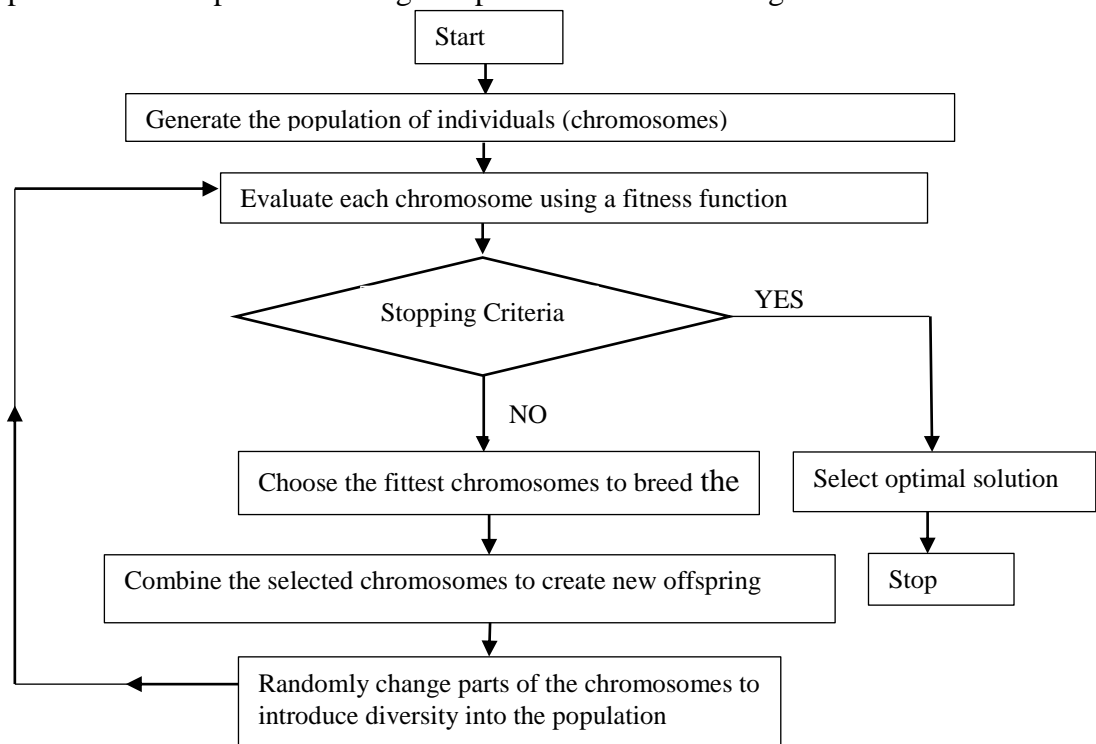 Start
Generate the population of individuals (chromosomes)
Evaluate each chromosome using a fitness function
Stopping Criteria
YES
NO
Choose the fittest chromosomes to breed the
Select optimal solution
Combine the selected chromosomes to create new offspring
Stop
Randomly change parts of the chromosomes to
introduce diversity into the population